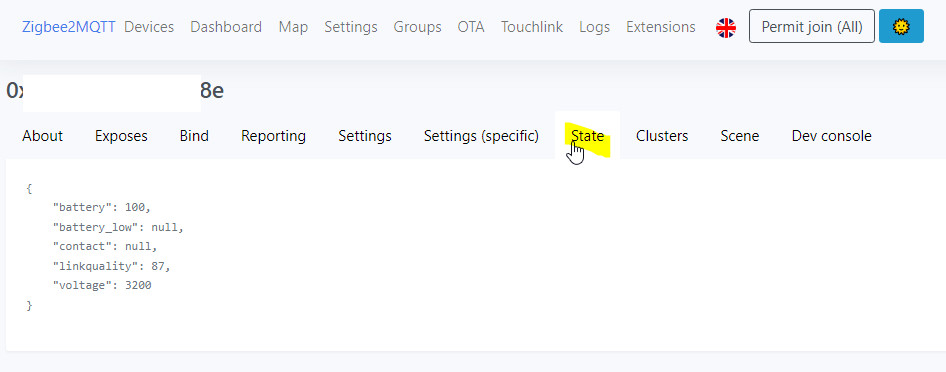 Zigbee2MQTT Devices Dashboard Map Settings Groups OTA Touchlink Logs Extensions Permit join (All)
0x 8e
About Exposes Bind Reporting Settings Settings (specific) State Clusters Scene Dev console
{
"battery": 100,
"battery_low": null,
"contact": null,
"linkquality": 87,
"voltage": 3200
}